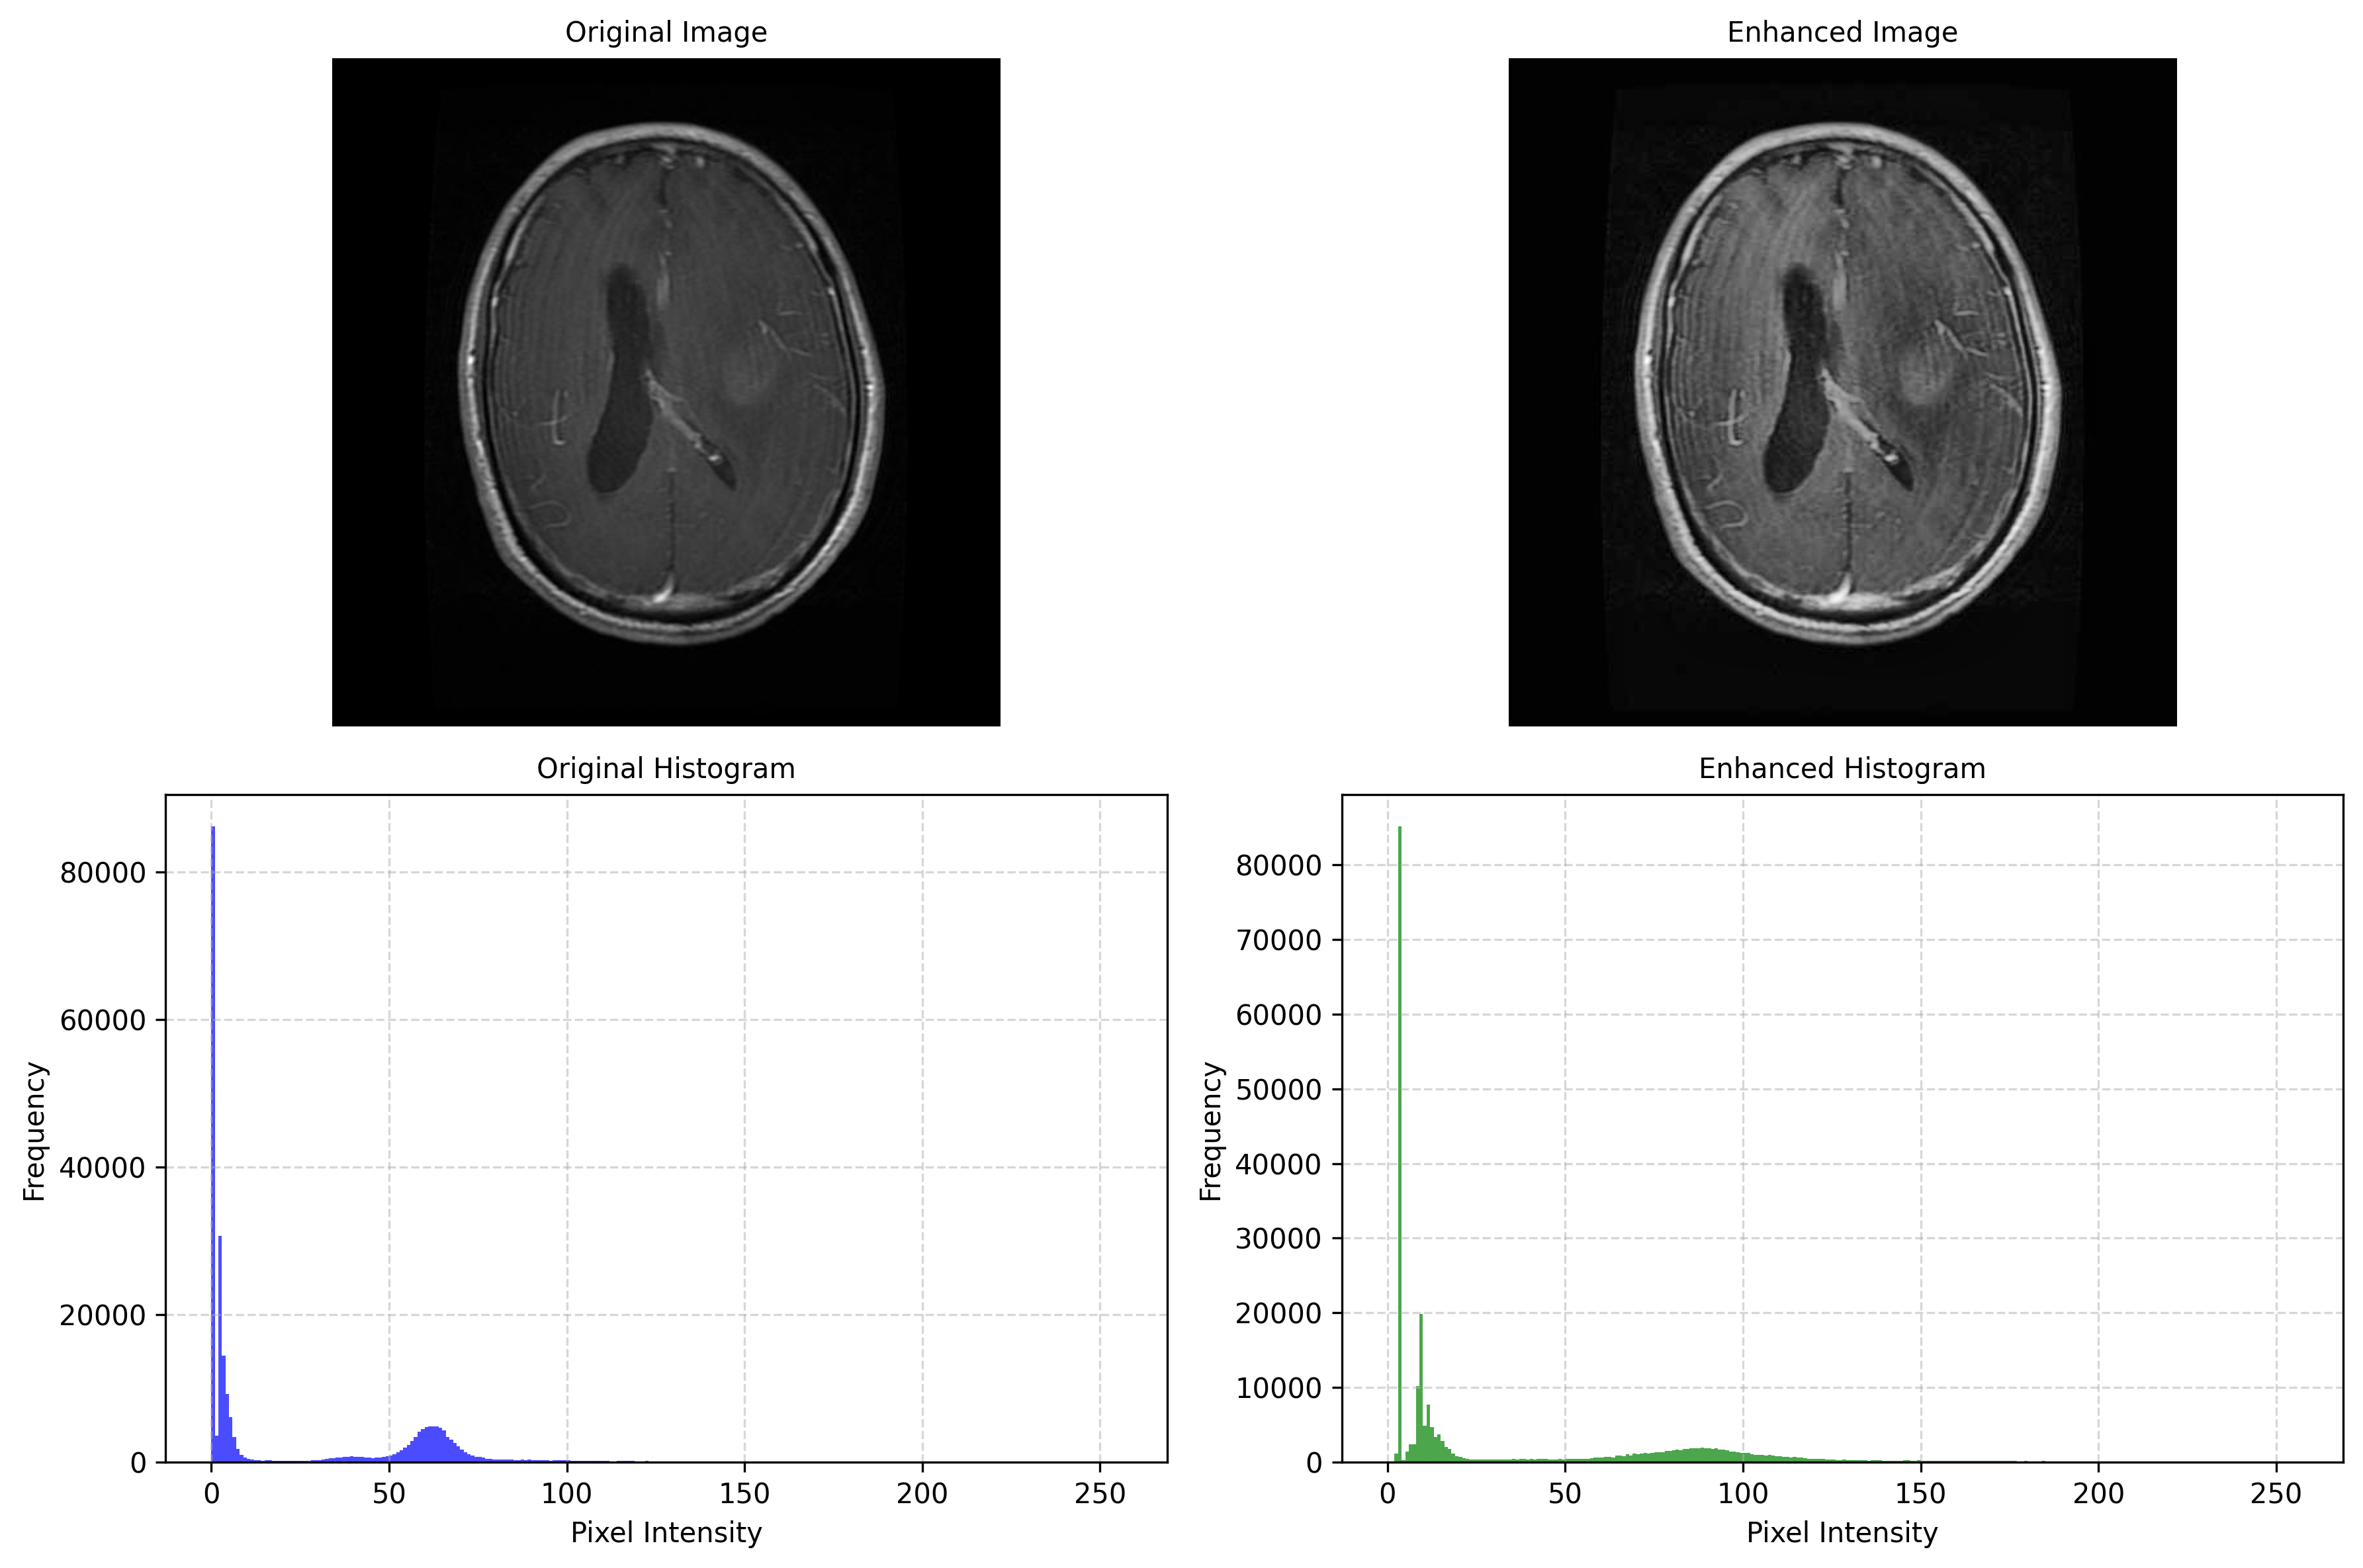 Original Image
Enhanced Image
Original Histogram
Enhanced Histogram
Frequency
80000
60000
40000
20000
0
0 50 100 150 200 250
Pixel Intensity
Frequency
80000
70000
60000
50000
40000
30000
20000
10000
0
0 50 100 150 200 250
Pixel Intensity